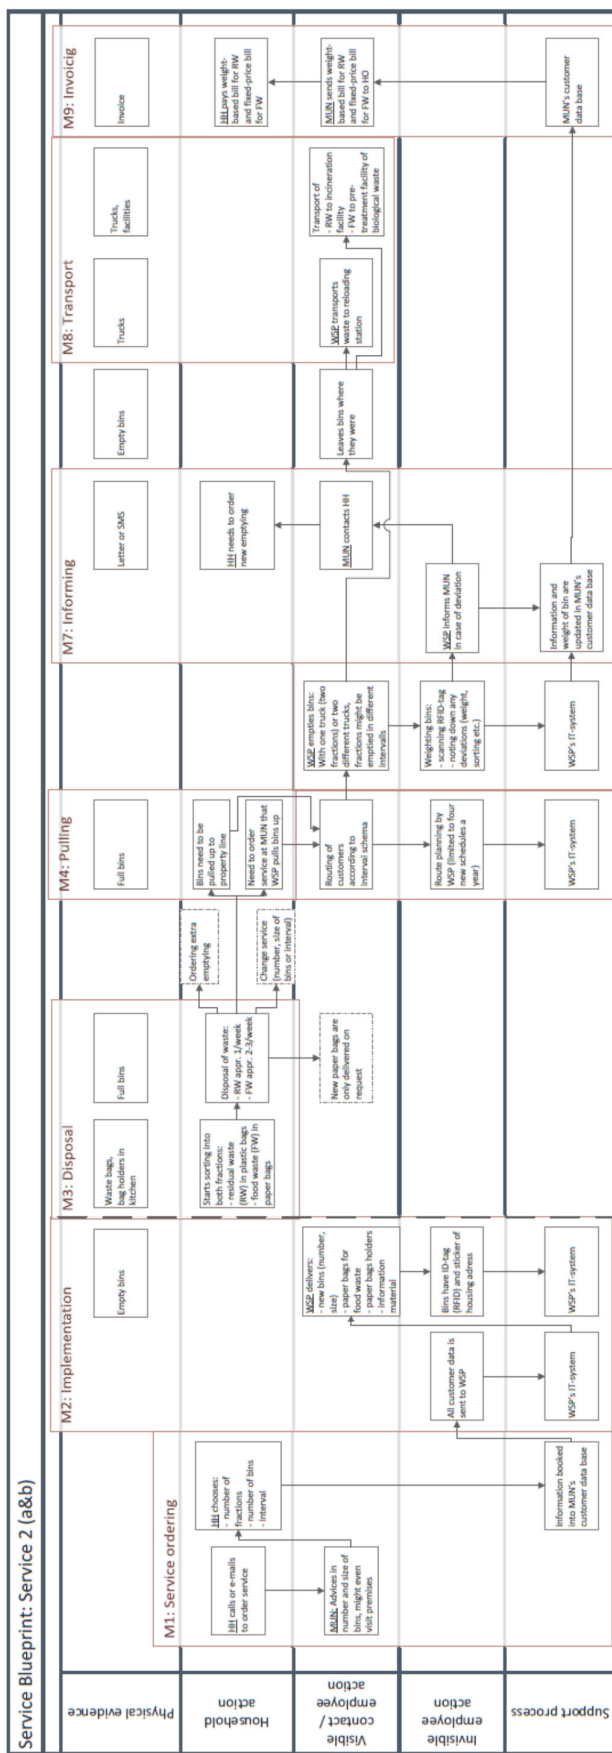 Service Blueprint: Service 2 (a&b)
Physical evidence
Household
action
Visible
contact /
employee
action
Invisible
employee
action
Support process
M1: Service ordering
HH calls or e-mails
to order service
MUN: Advices in
number and size of
bins, might even
visit premises
HH chooses:
- number of
fractions
- number of bins
- interval
Information booked
into MUN's
customer data base
M2: Implementation
Empty bins
All customer data is
sent to WSP
WSP's IT-system
WSP delivers:
- new bins (number,
size)
- paper bags for
food waste
- paper bags holders
- information
material
Bins have ID-tag
(RFID) and sticker of
housing adress
WSP's IT-system
M3: Disposal
Waste bags,
bag holders in
kitchen
Full bins
Starts sorting into
both fractions:
- residual waste
(RW) in plastic bags
- food waste (FW) in
paper bags
Disposal of waste:
- RW appr. 1/week
- FW appr. 2-3/week
New paper bags are
only delivered on
request
Ordering extra
emptying
Change service
(number, size of
bins or interval)
M4: Pulling
Full bins
Bins need to be
pulled up to
property line
Need to order
service at MUN that
WSP pulls bins up
Routing of
customers
according to
interval schema
Route planning by
WSP (limited to four
new schedules a
year)
WSP's IT-system
WSP empties bins:
With one truck (two
fractions) or two
different trucks,
fractions might be
emptied in different
intervalls
Weighting bins:
- scanning RFID-tag
- noting down any
deviations (weight,
sorting etc.)
WSP's IT-system
M7: Informing
Letter or SMS
HH needs to order
new emptying
MUN contacts HH
WSP informs MUN
in case of deviation
Information and
weight of bin are
updated in MUN's
customer data base
Empty bins
Leaves bins where
they were
M8: Transport
Trucks
Trucks,
facilities
WSP transports
waste to reloading
station
Transport of
- RW to incineration
facility
- FW to pre-
treatment facility of
biological waste
M9: Invoicig
Invoice
HH pays weight-
based bill for RW
and fixed-price bill
for FW
MUN sends weight-
based bill for RW
and fixed-price bill
for FW to HO
MUN's customer
data base